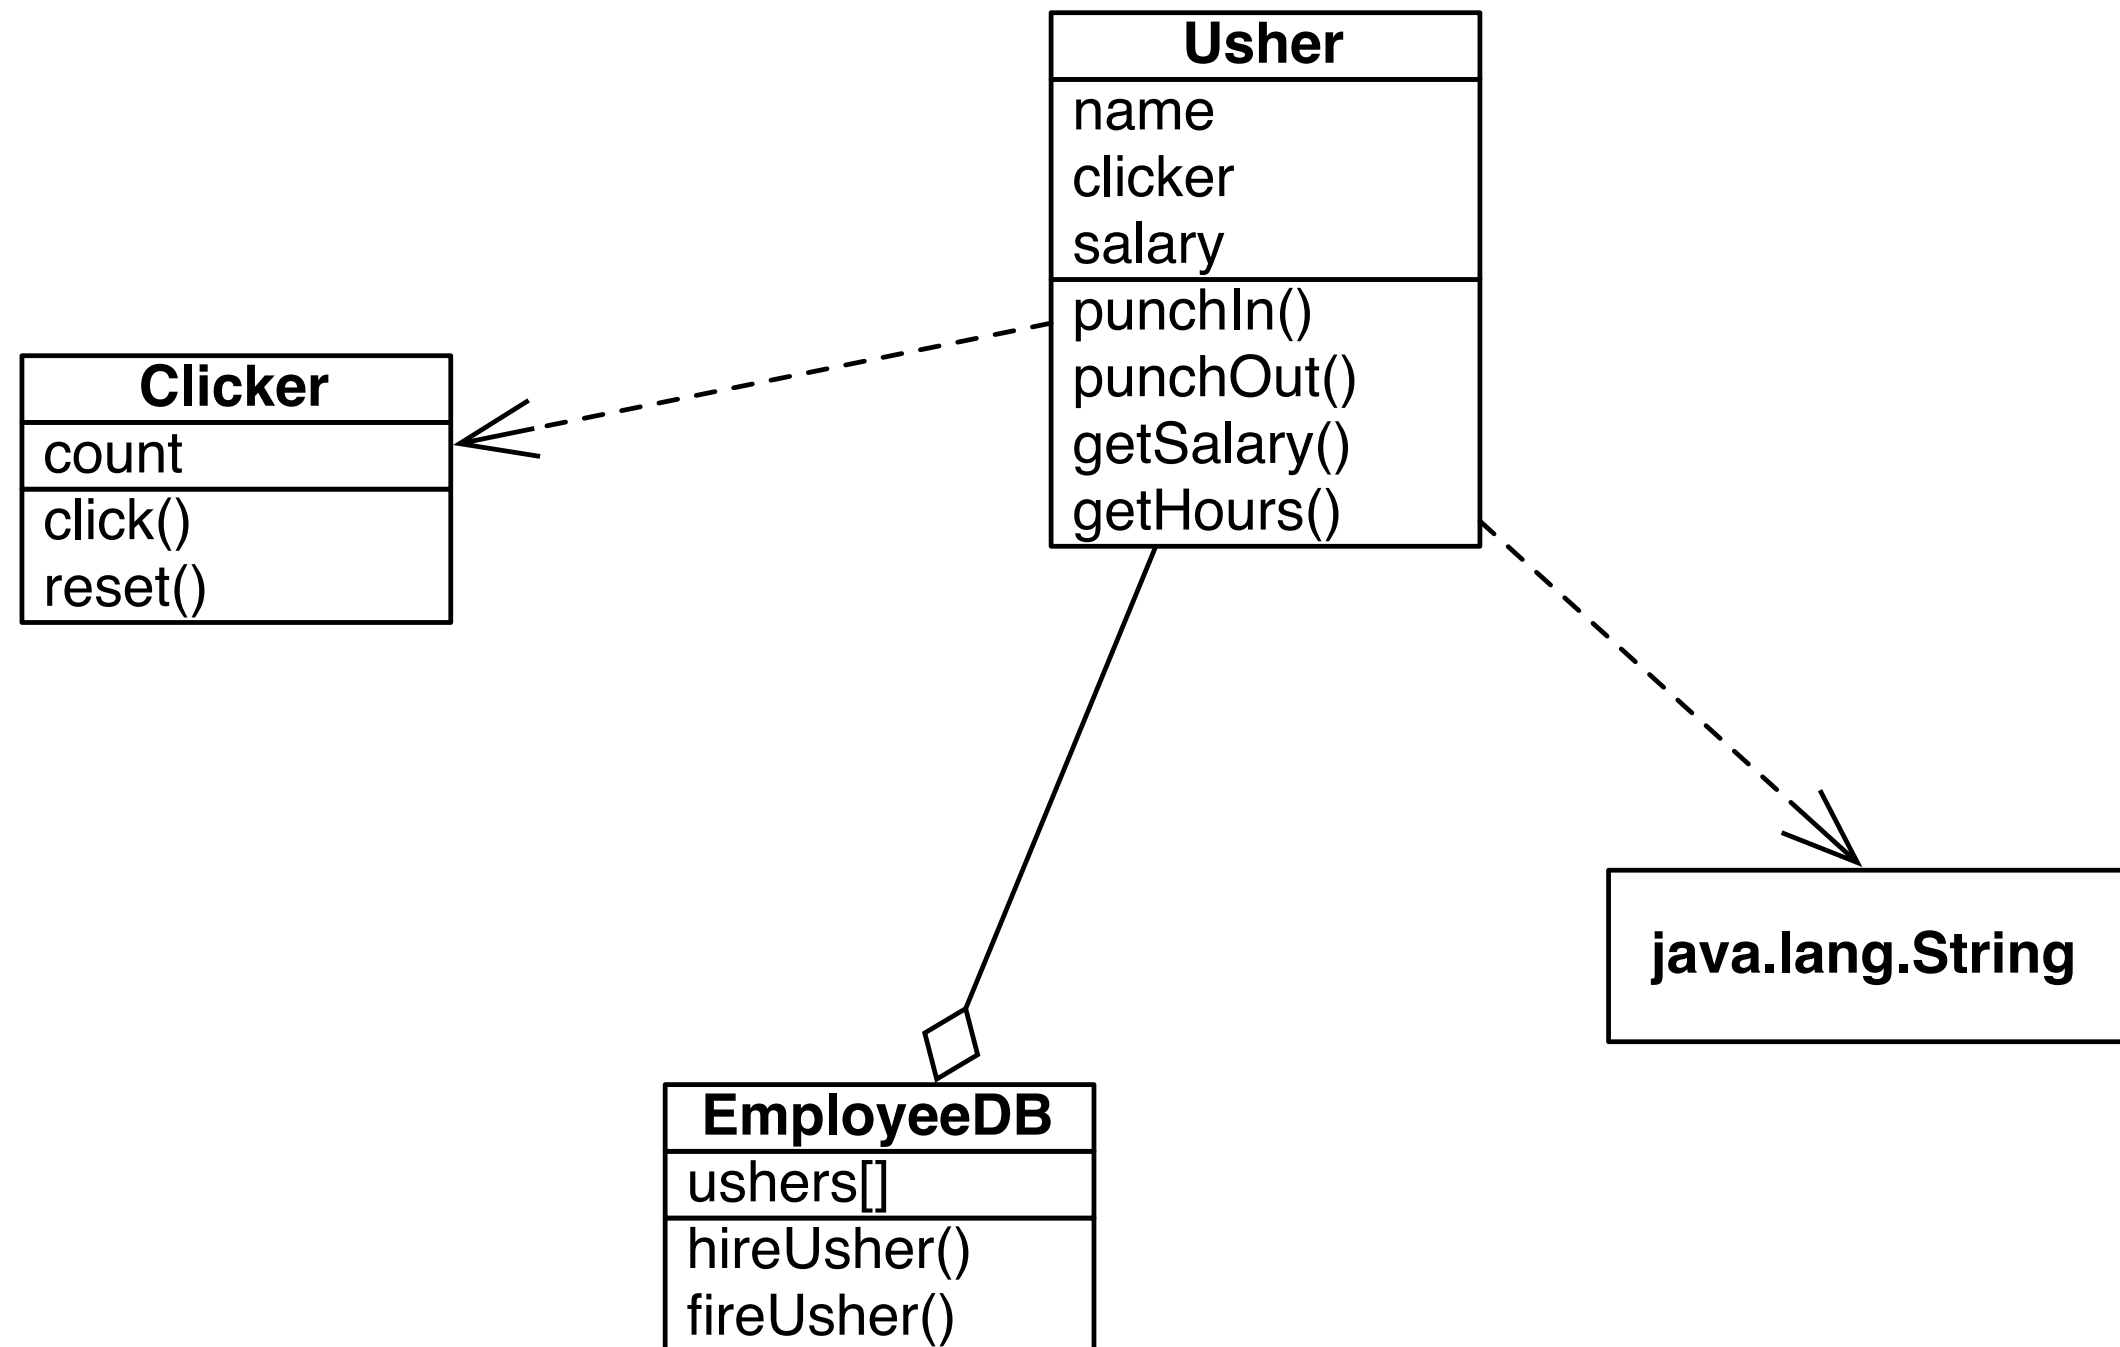 Usher
name
clicker
salary
punchIn()
punchOut()
getSalary()
getHours()
Clicker
count
click()
reset()
java.lang.String
EmployeeDB
ushers[]
hireUsher()
fireUsher()